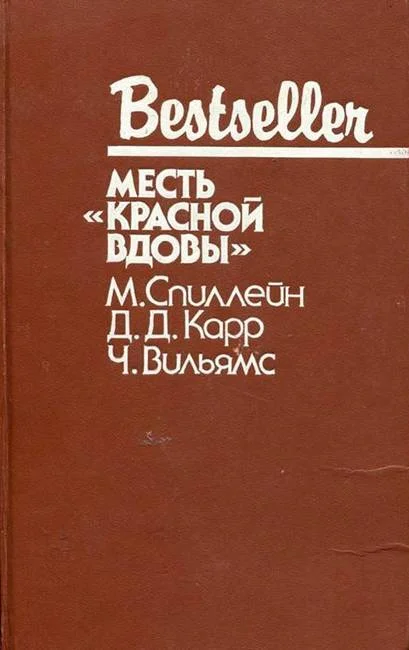 Bestseller
МЕСТЬ
«КРАСНОЙ
ВДОВЫ»
М. Спиллейн
Д. Д. Карр
Ч. Вильямс